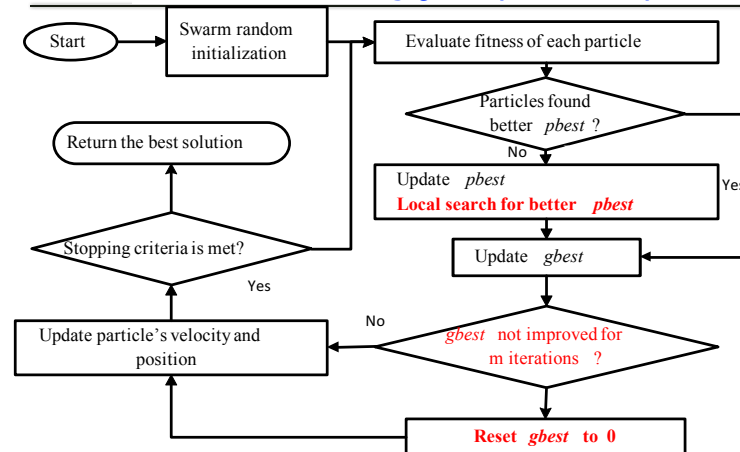 Start
Swarm random
initialization
Evaluate fitness of each particle
Particles found
better pbest ?
No
Yes
Update pbest
Local search for better pbest
Update gbest
gbest not improved for
m iterations ?
No
Reset gbest to 0
Update particle's velocity and
position
Yes
Stopping criteria is met?
Return the best solution